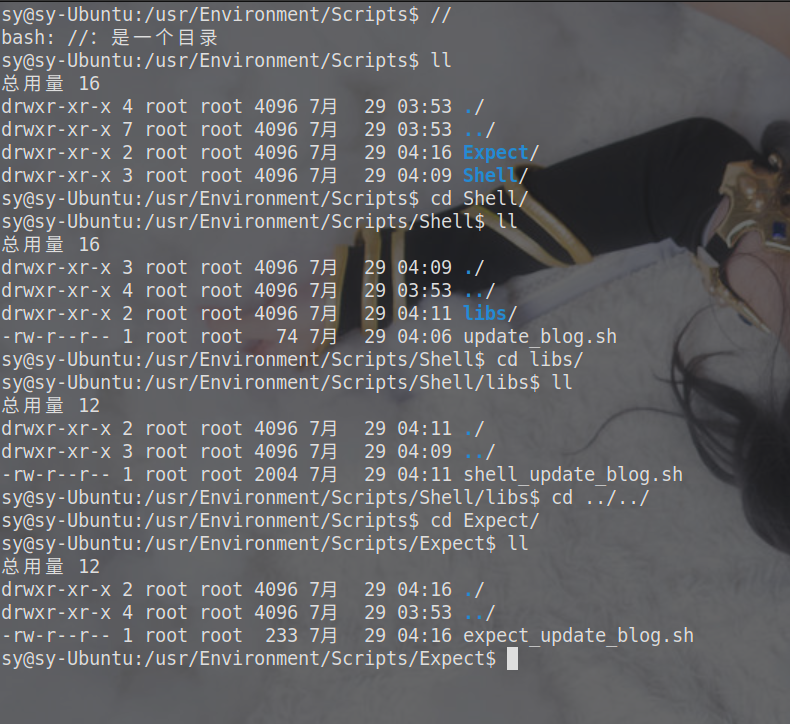 sy@sy-Ubuntu:/usr/Environment/Scripts$ //
bash: //: 是一个目录
sy@sy-Ubuntu:/usr/Environment/Scripts$ ll
总用量 16
drwxr-xr-x 4 root root 4096 7月  29 03:53 ./
drwxr-xr-x 7 root root 4096 7月  29 03:53 ../
drwxr-xr-x 2 root root 4096 7月  29 04:16 Expect/
drwxr-xr-x 3 root root 4096 7月  29 04:09 Shell/
sy@sy-Ubuntu:/usr/Environment/Scripts$ cd Shell/
sy@sy-Ubuntu:/usr/Environment/Scripts/Shell$ ll
总用量 16
drwxr-xr-x 3 root root 4096 7月  29 04:09 ./
drwxr-xr-x 4 root root 4096 7月  29 03:53 ../
drwxr-xr-x 2 root root 4096 7月  29 04:11 libs/
-rw-r--r-- 1 root root   74 7月  29 04:06 update_blog.sh
sy@sy-Ubuntu:/usr/Environment/Scripts/Shell$ cd libs/
sy@sy-Ubuntu:/usr/Environment/Scripts/Shell/libs$ ll
总用量 12
drwxr-xr-x 2 root root 4096 7月  29 04:11 ./
drwxr-xr-x 3 root root 4096 7月  29 04:09 ../
-rw-r--r-- 1 root root 2004 7月  29 04:11 shell_update_blog.sh
sy@sy-Ubuntu:/usr/Environment/Scripts/Shell/libs$ cd ../../
sy@sy-Ubuntu:/usr/Environment/Scripts$ cd Expect/
sy@sy-Ubuntu:/usr/Environment/Scripts/Expect$ ll
总用量 12
drwxr-xr-x 2 root root 4096 7月  29 04:16 ./
drwxr-xr-x 4 root root 4096 7月  29 03:53 ../
-rw-r--r-- 1 root root  233 7月  29 04:16 expect_update_blog.sh
sy@sy-Ubuntu:/usr/Environment/Scripts/Expect$